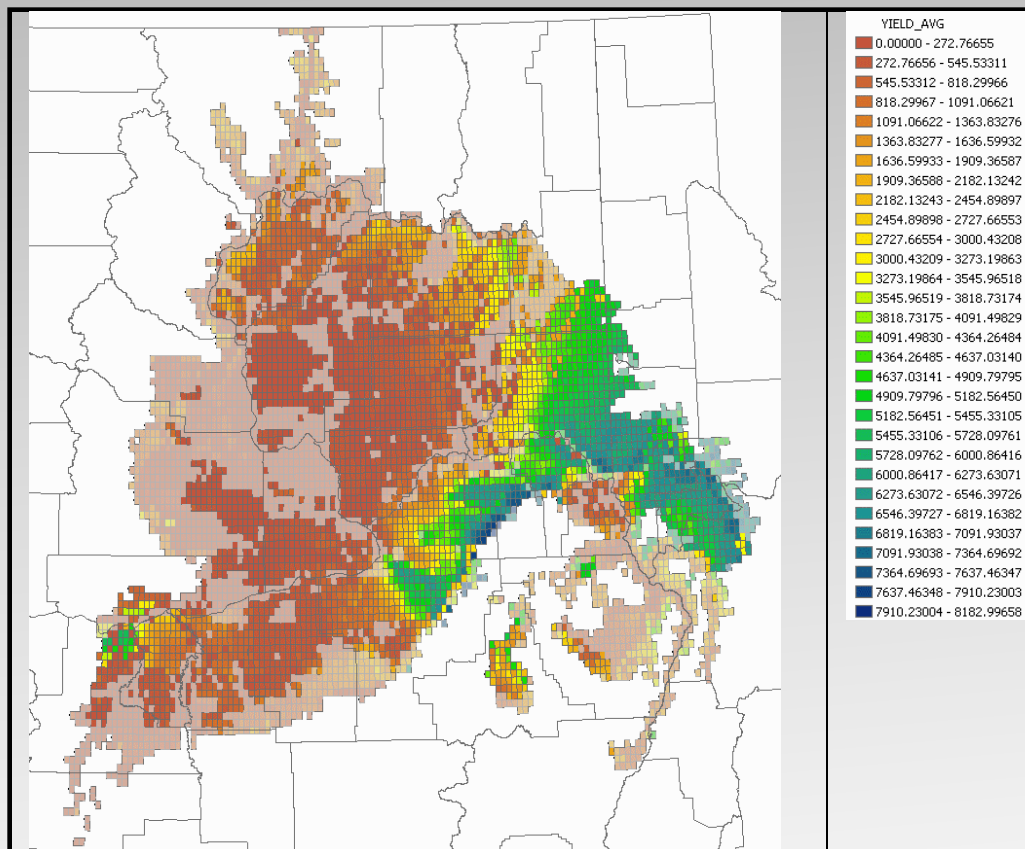 YIELD_AVG
0.00000 - 272.76655
272.76656 - 545.53311
545.53312 - 818.29966
818.29967 - 1091.06621
1091.06622 - 1363.83276
1363.83277 - 1636.59932
1636.59933 - 1909.36587
1909.36588 - 2182.13242
2182.13243 - 2454.89897
2454.89898 - 2727.66553
2727.66554 - 3000.43208
3000.43209 - 3273.19863
3273.19864 - 3545.96518
3545.96519 - 3818.73174
3818.73175 - 4091.49829
4091.49830 - 4364.26484
4364.26485 - 4637.03140
4637.03141 - 4909.79795
4909.79796 - 5182.56450
5182.56451 - 5455.33105
5455.33106 - 5728.09761
5728.09762 - 6000.86416
6000.86417 - 6273.63071
6273.63072 - 6546.39726
6546.39727 - 6819.16382
6819.16383 - 7091.93037
7091.93038 - 7364.69692
7364.69693 - 7637.46347
7637.46348 - 7910.23003
7910.23004 - 8182.99658